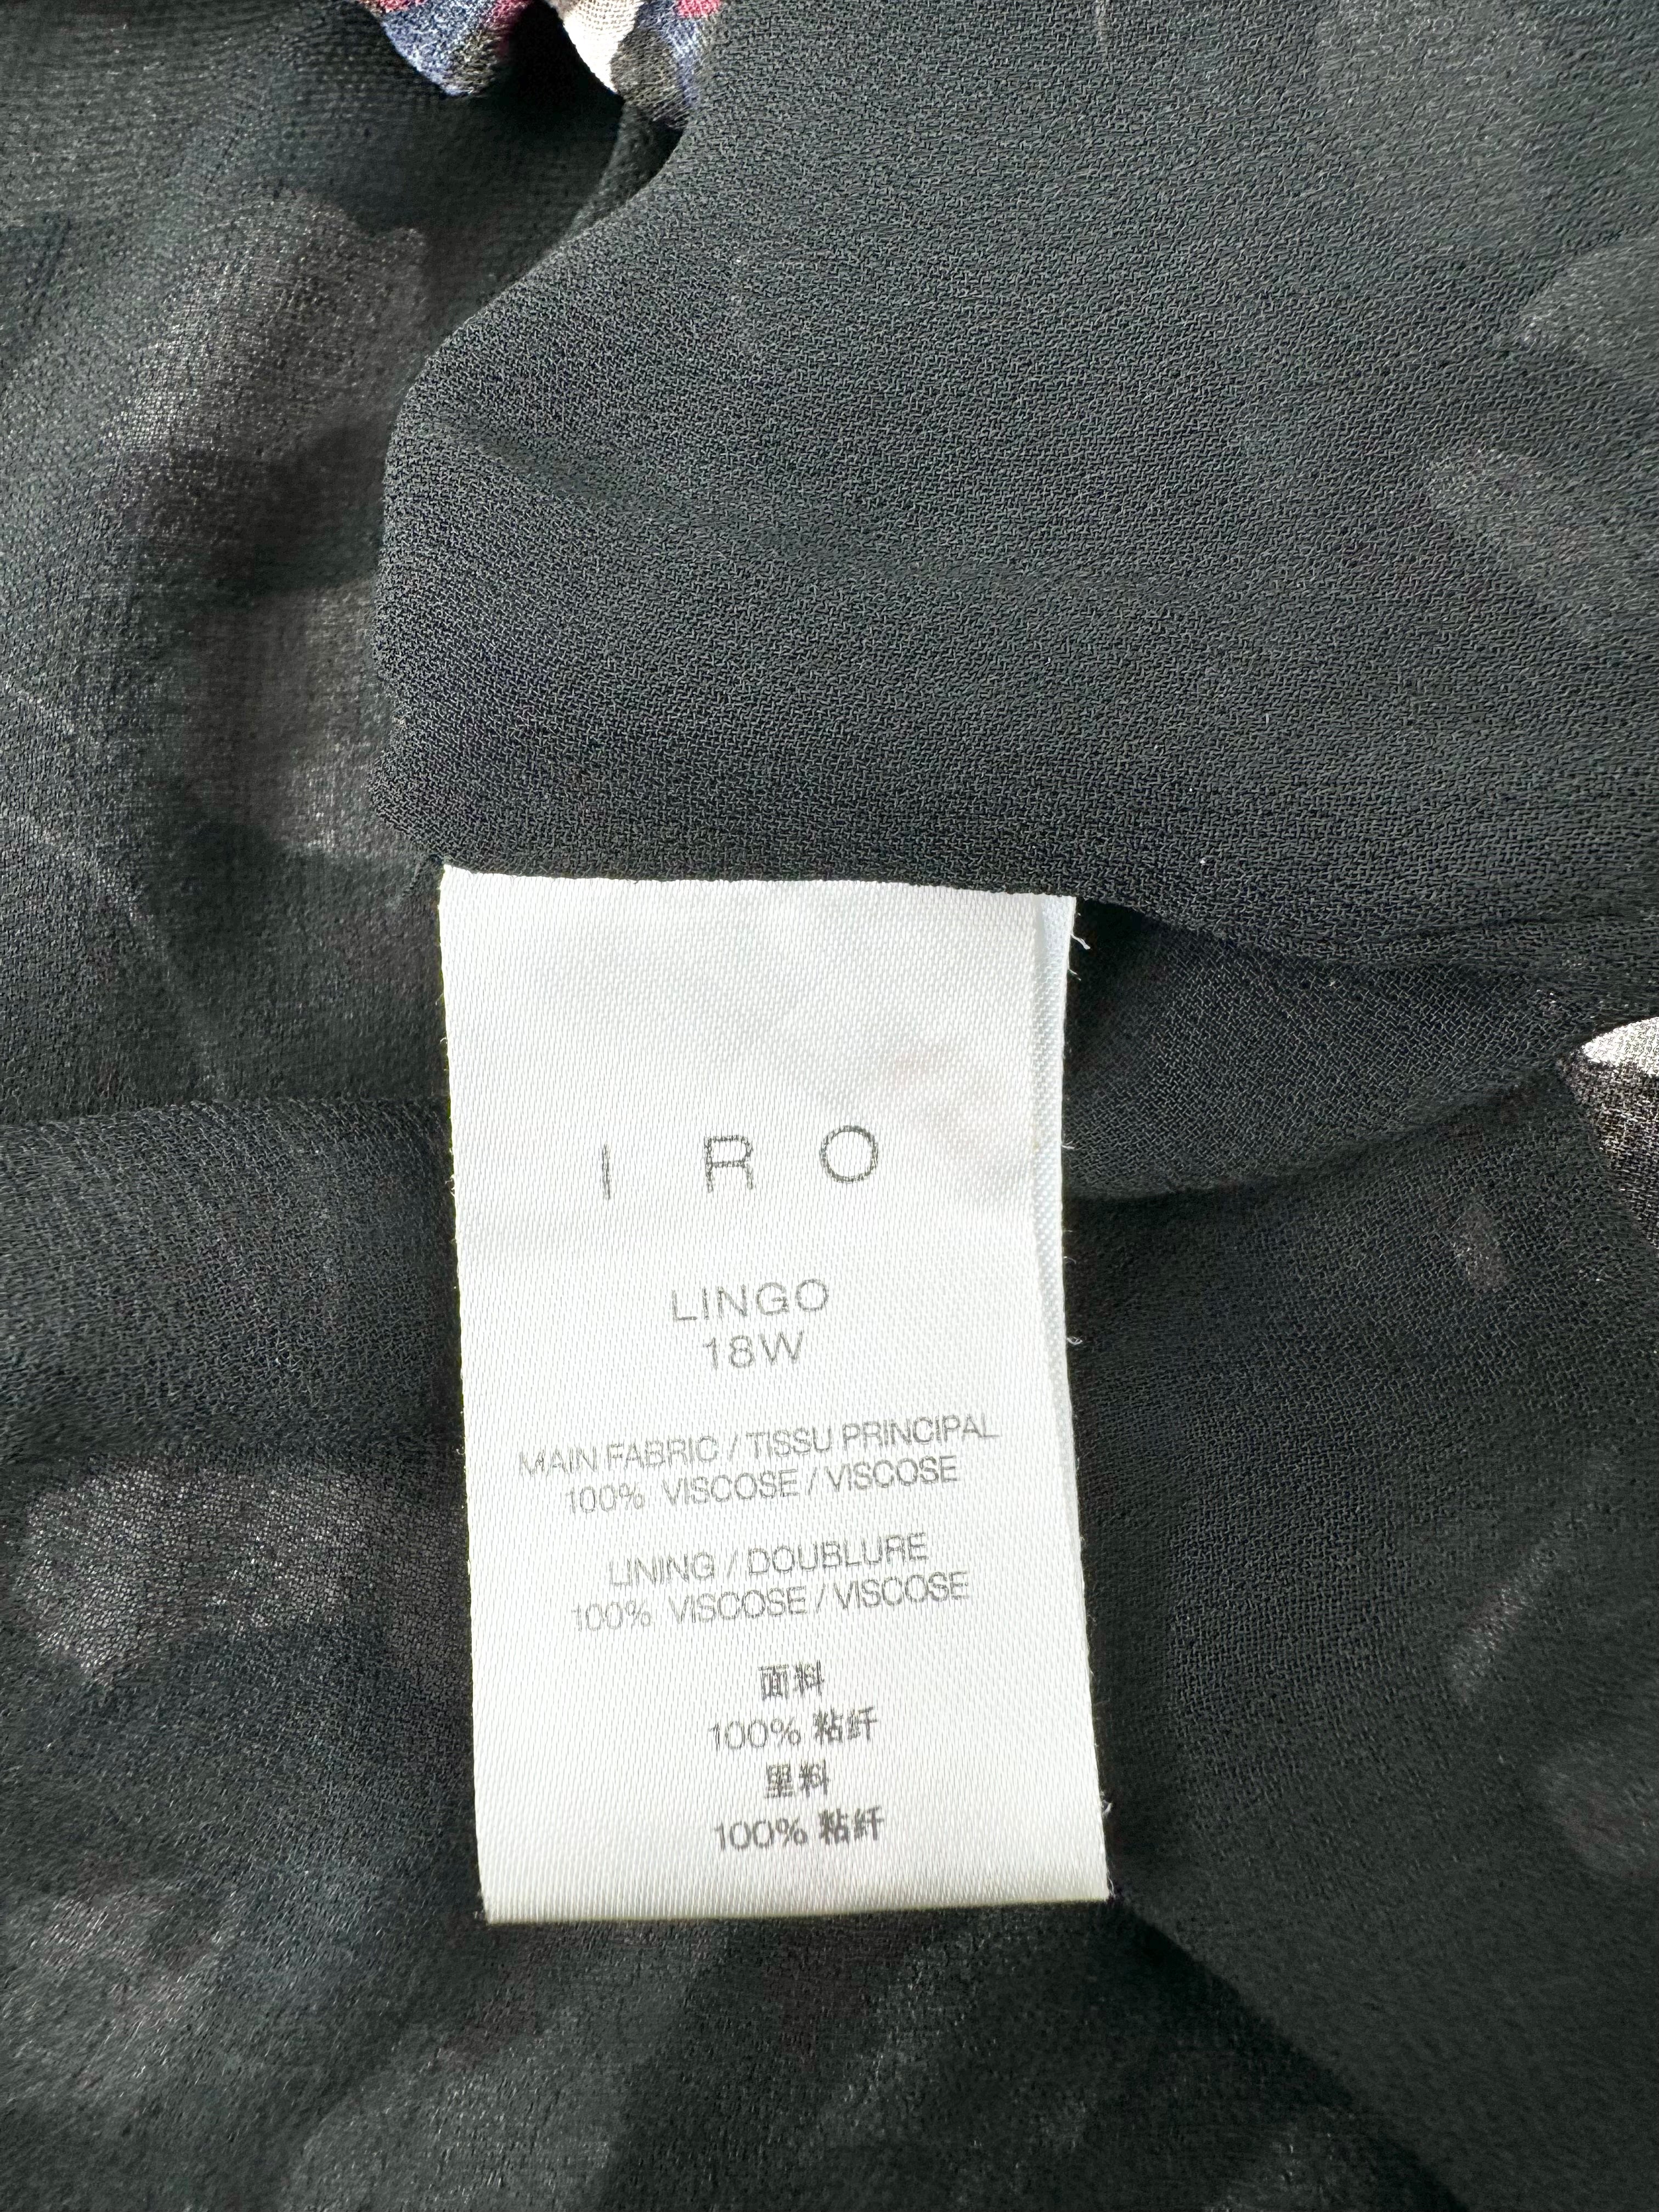 I R O
LINGO
18W
MAIN FABRIC / TISSU PRINCIPAL
100% VISCOSE / VISCOSE
LINING / DOUBLURE
100% VISCOSE / VISCOSE
面料
100% 粘纤
里料
100% 粘纤